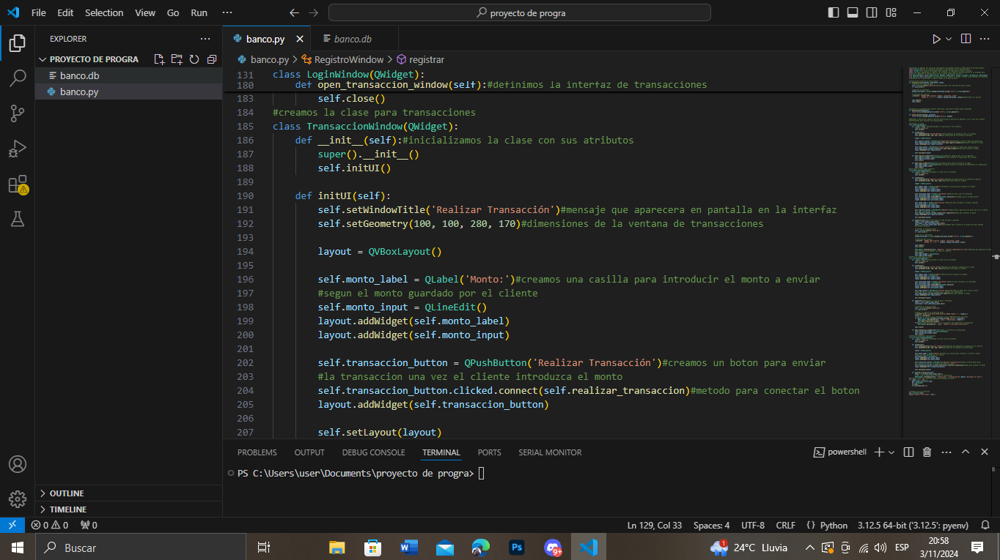 File Edit Selection View Go Run ··· proyecto de progra
EXPLORER ···
PROYECTO DE PROGRA
banco.db
banco.py
OUTLINE
TIMELINE
banco.py banco.db
banco.py > RegistroWindow > registrar
131 class LoginWindow(QWidget):
180 def open_transaccion_window(self):#definimos la interfaz de transacciones
183 self.close()
184 #creamos la clase para transacciones
185 class TransaccionWindow(QWidget):
186 def __init__(self):#inicializamos la clase con sus atributos
187 super().__init__()
188 self.initUI()
189
190 def initUI(self):
191 self.setWindowTitle('Realizar Transacción')#mensaje que aparecera en pantalla en la interfaz
192 self.setGeometry(100, 100, 280, 170)#dimensiones de la ventana de transacciones
193
194 layout = QVBoxLayout()
195
196 self.monto_label = QLabel('Monto:')#creamos una casilla para introducir el monto a enviar
197 #segun el monto guardado por el cliente
198 self.monto_input = QLineEdit()
199 layout.addWidget(self.monto_label)
200 layout.addWidget(self.monto_input)
201
202 self.transaccion_button = QPushButton('Realizar Transacción')#creamos un boton para enviar
203 #la transaccion una vez el cliente introduzca el monto
204 self.transaccion_button.clicked.connect(self.realizar_transaccion)#metodo para conectar el boton
205 layout.addWidget(self.transaccion_button)
206
207 self.setLayout(layout)
PROBLEMS OUTPUT DEBUG CONSOLE TERMINAL PORTS SERIAL MONITOR powershell
PS C:\Users\user\Documents\proyecto de progra>
0 0 0 Ln 129, Col 33 Spaces: 4 UTF-8 CRLF {} Python 3.12.5 64-bit ('3.12.5': pyenv)
Buscar W Ps 9+ 1 24°C Lluvia ESP 20:58
3/11/2024